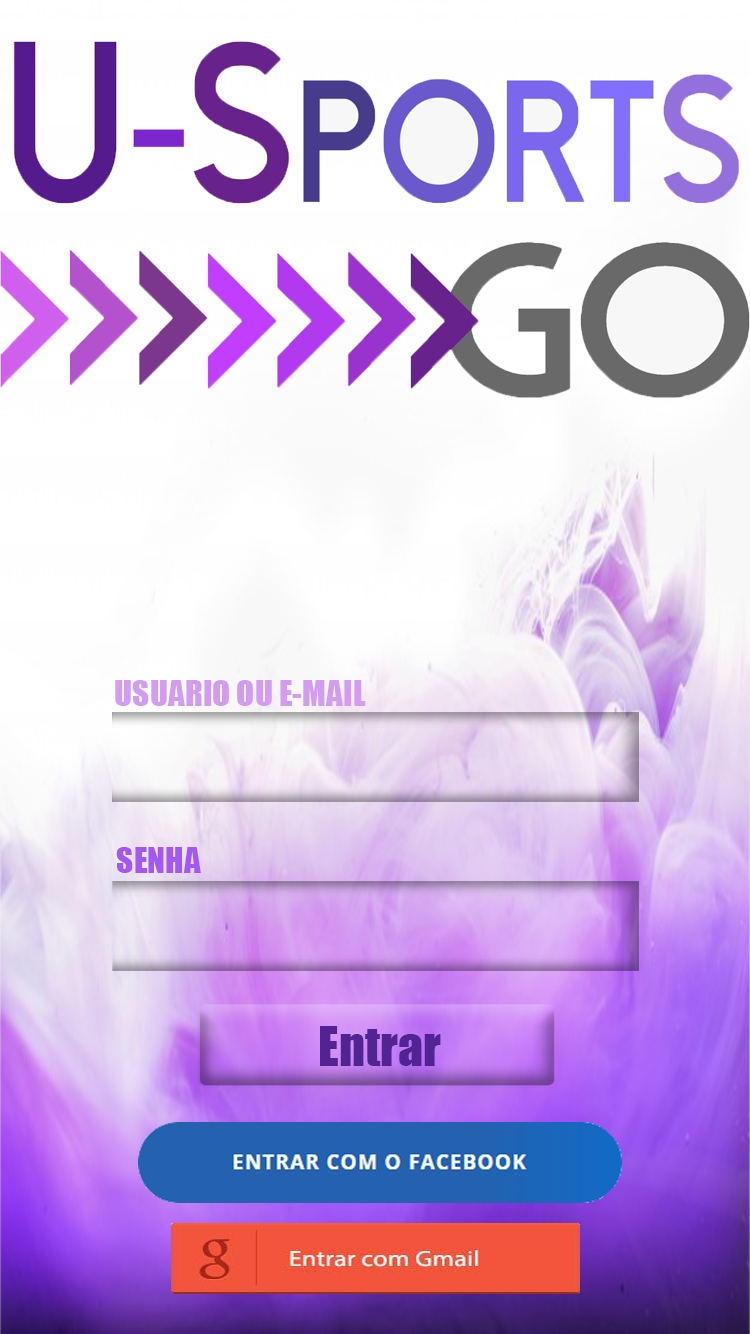 U-SPORTS
GO
USUARIO OU E-MAIL
SENHA
Entrar
ENTRAR COM O FACEBOOK
g Entrar com Gmail